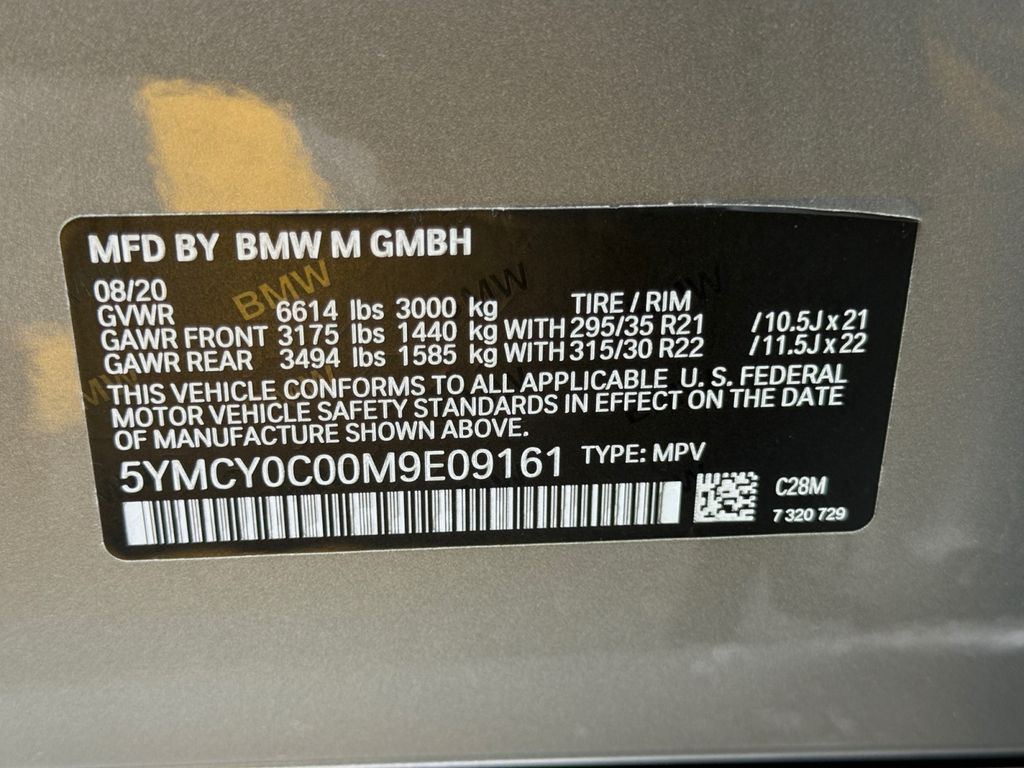 MFD BY BMW M GMBH
08/20
GVWR 6614 lbs 3000 kg TIRE / RIM
GAWR FRONT 3175 lbs 1440 kg WITH 295/35 R21 /10.5J x 21
GAWR REAR 3494 lbs 1585 kg WITH 315/30 R22 /11.5J x 22
THIS VEHICLE CONFORMS TO ALL APPLICABLE U. S. FEDERAL
MOTOR VEHICLE SAFETY STANDARDS IN EFFECT ON THE DATE
OF MANUFACTURE SHOWN ABOVE.
5YMCY0C00M9E09161 TYPE: MPV
C28M
7 320 729
BMW